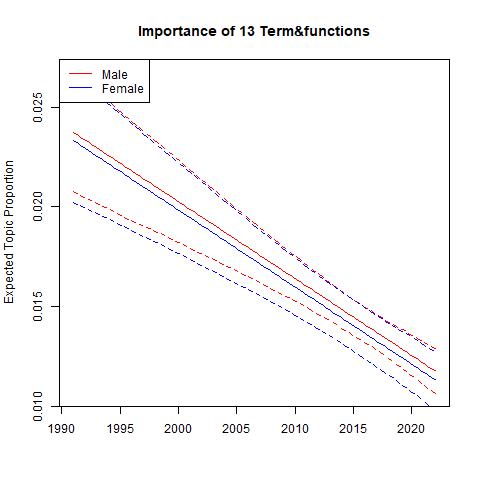 Importance of 13 Term&functions
Male
Female
Expected Topic Proportion
0.025
0.020
0.015
0.010
1990 1995 2000 2005 2010 2015 2020